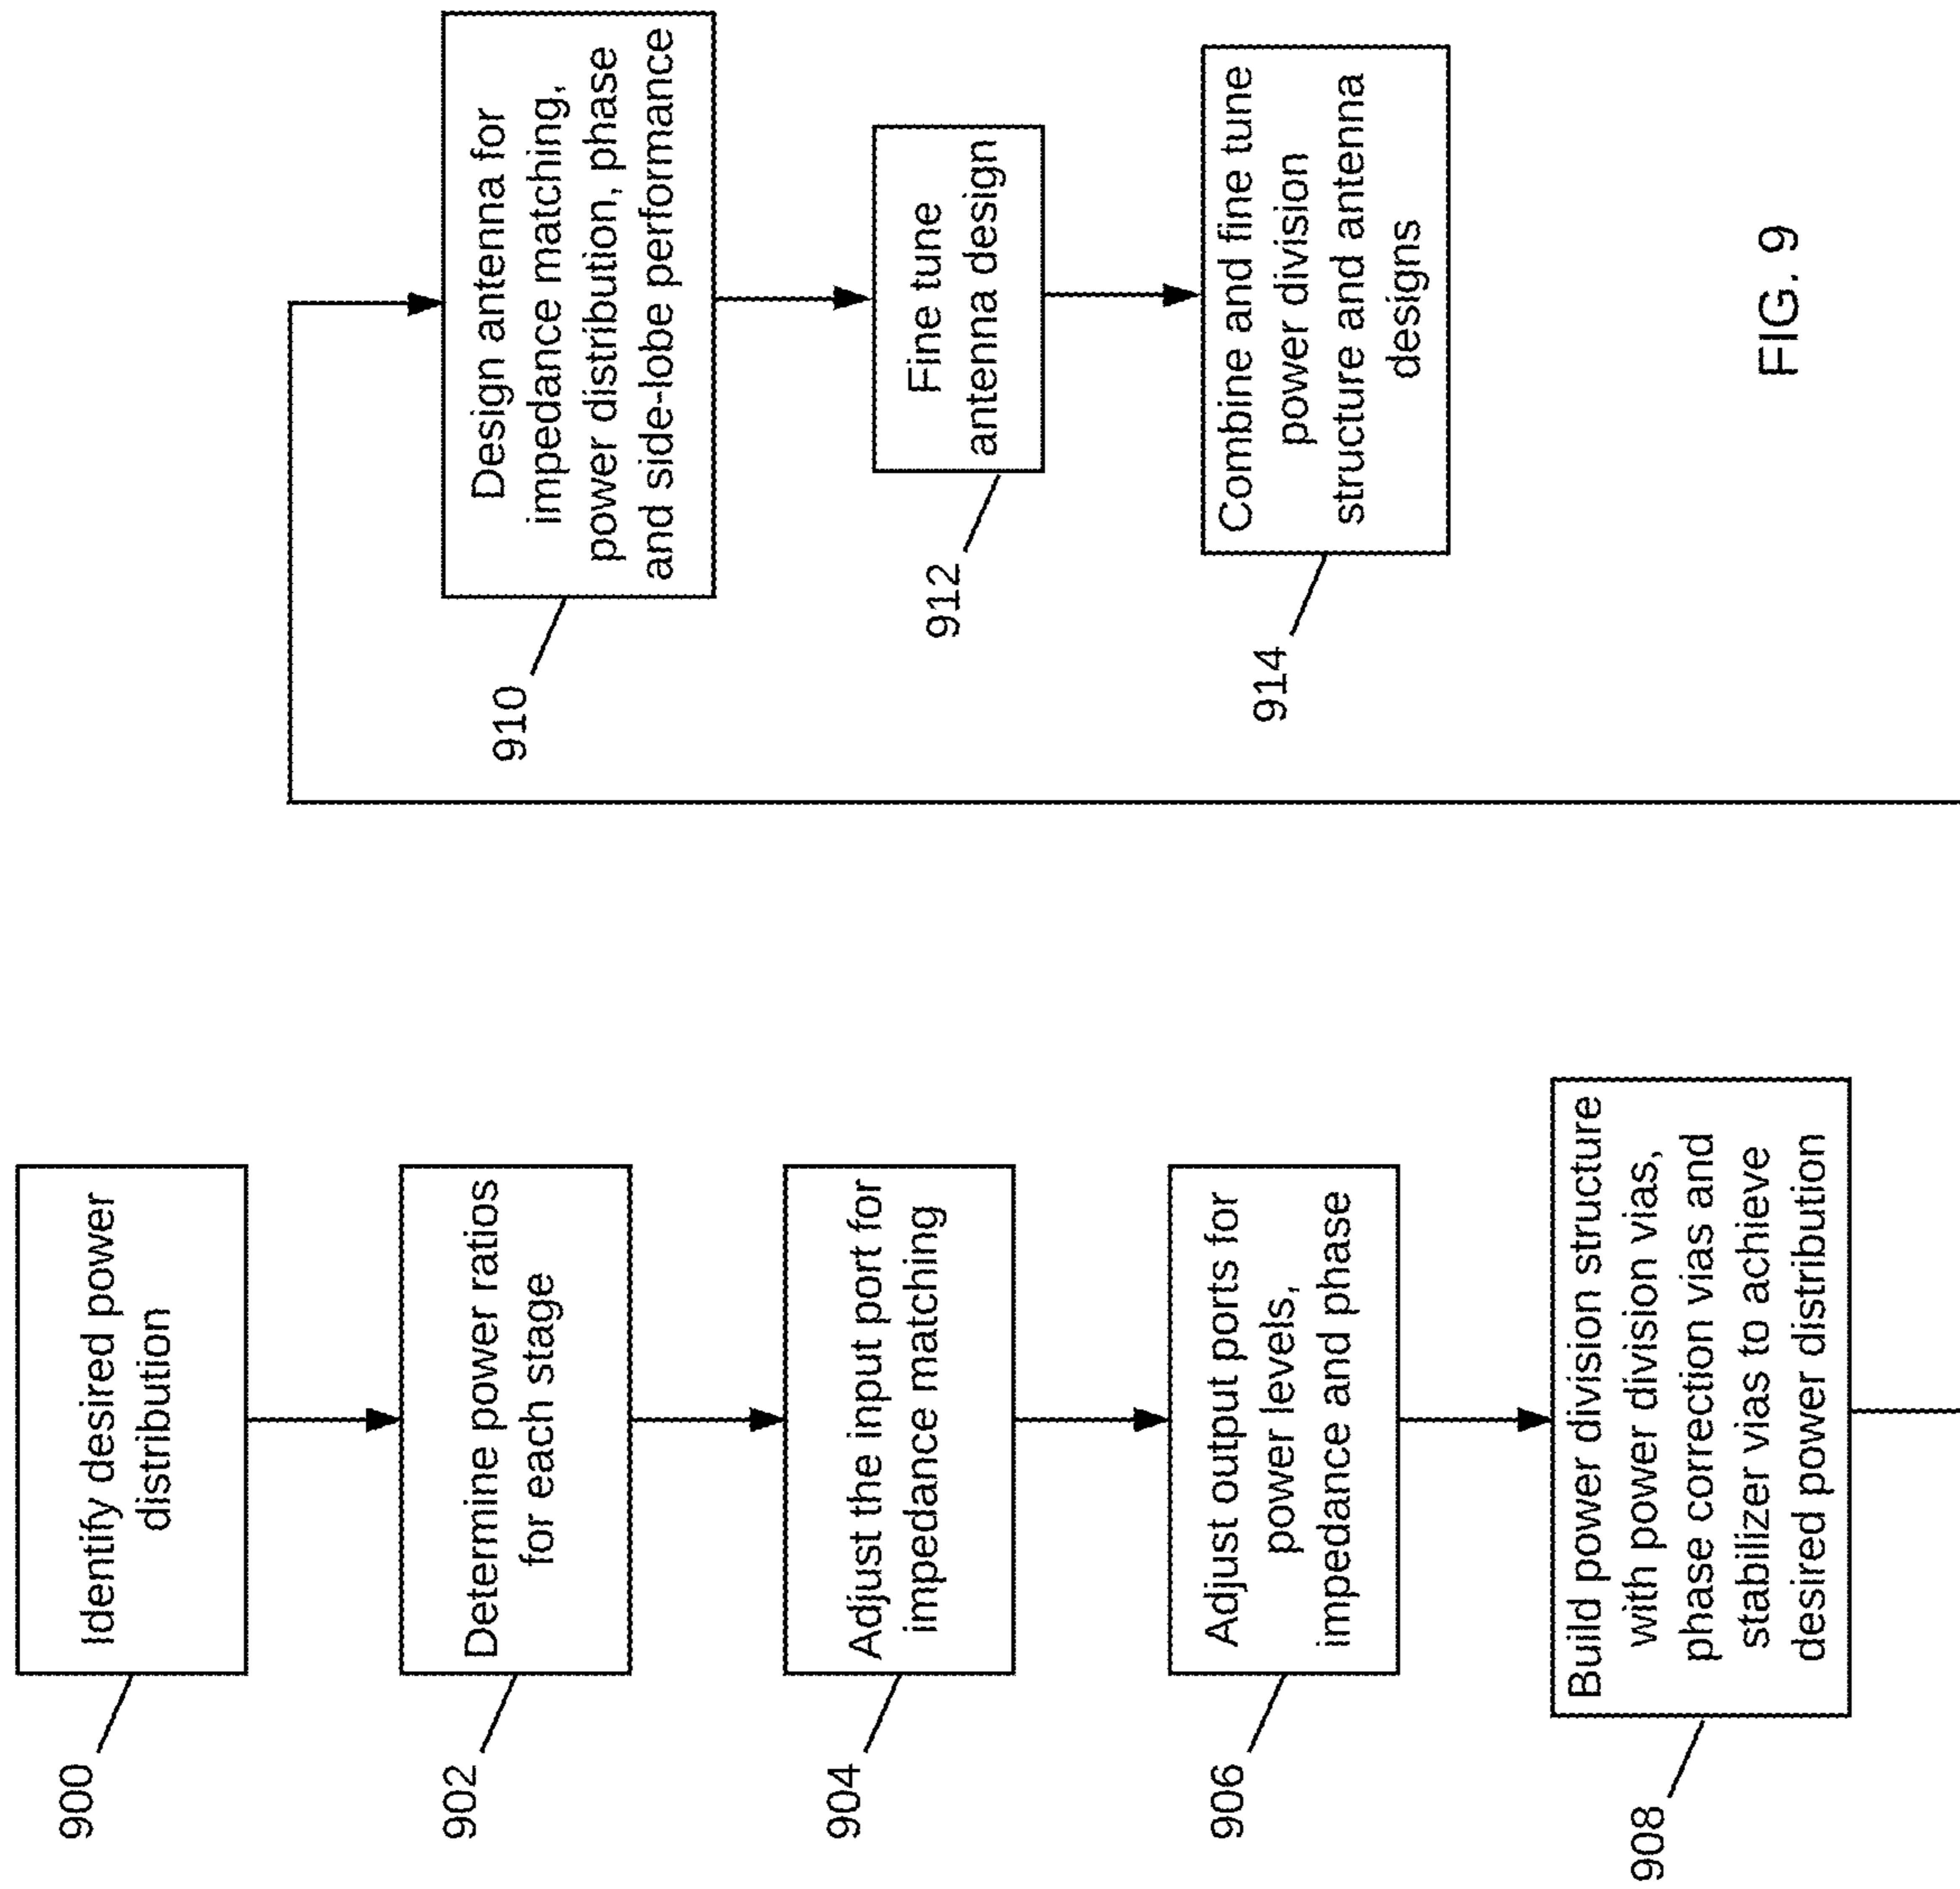 900
Identify desired power
distribution
902
Determine power ratios
for each stage
904
Adjust the input port for
impedance matching
906
Adjust output ports for
power levels,
impedance and phase
908
Build power division structure
with power division vias,
phase correction vias and
stabilizer vias to achieve
desired power distribution
910
Design antenna for
impedance matching,
power distribution, phase
and side-lobe performance
912
Fine tune
antenna design
914
Combine and fine tune
power division
structure and antenna
designs
FIG. 9